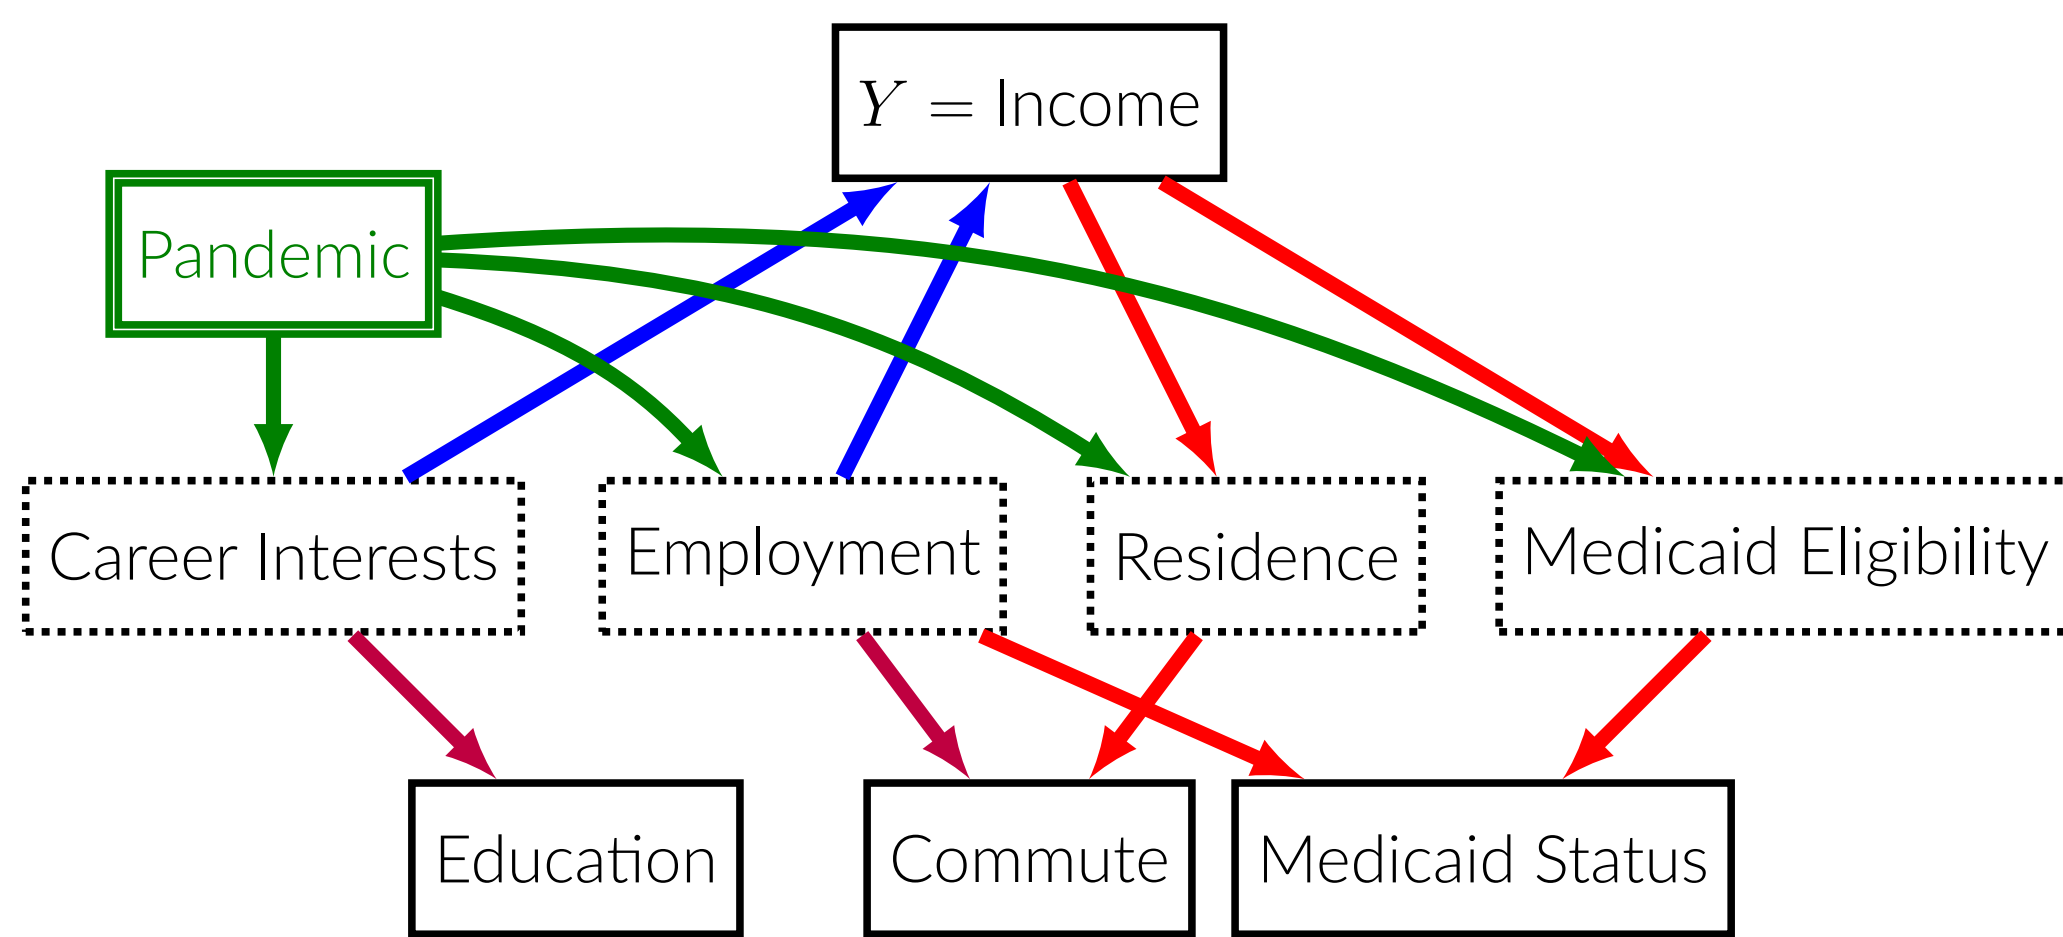 Y = Income
Pandemic
Career Interests
Employment
Residence
Medicaid Eligibility
Education
Commute
Medicaid Status